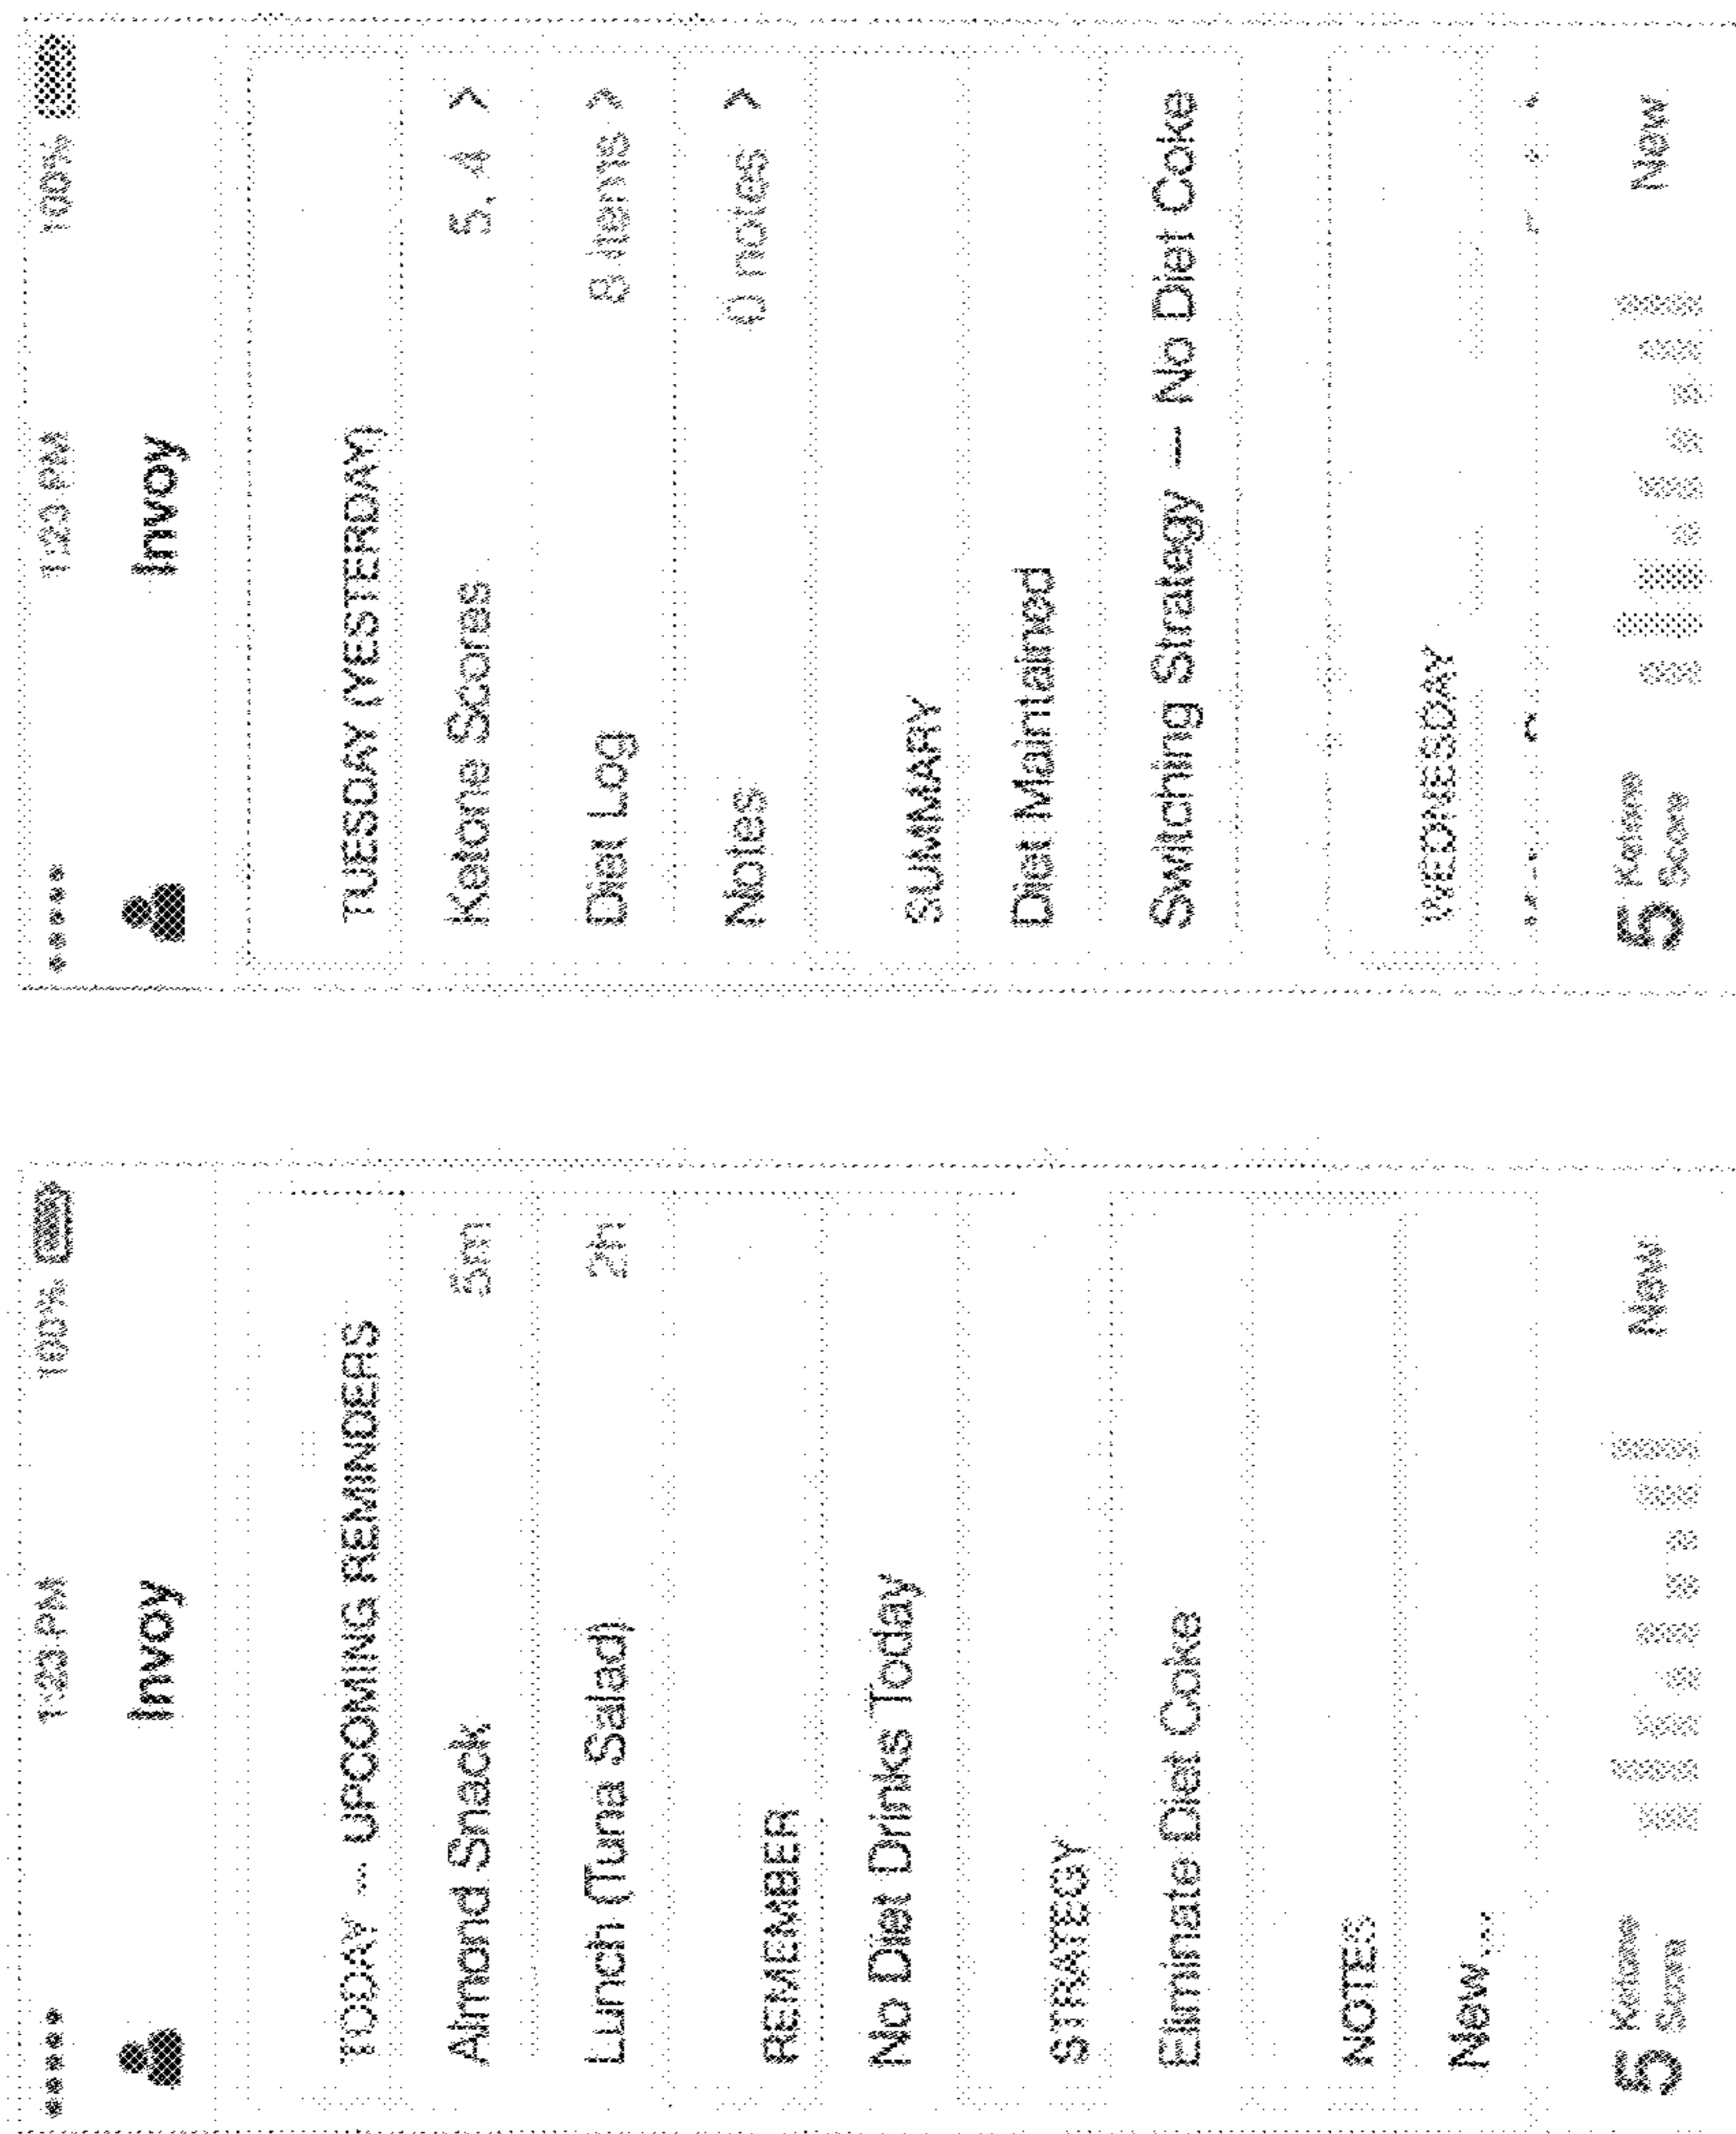 1:23 PM 100%
Invoy
TODAY -- UPCOMING REMINDERS
Almond Snack 5m
Lunch (Tuna Salad) 2h
REMEMBER
No Diet Drinks Today
STRATEGY
Eliminate Diet Coke
NOTES
New...
5 Ketone Score New
1:23 PM 100%
Invoy
TUESDAY (YESTERDAY)
Ketone Scores 5, 4 >
Diet Log 8 items >
Notes 0 notes >
SUMMARY
Diet Maintained
Switching Strategy -- No Diet Coke
WEDNESDAY
5 Ketone Score New